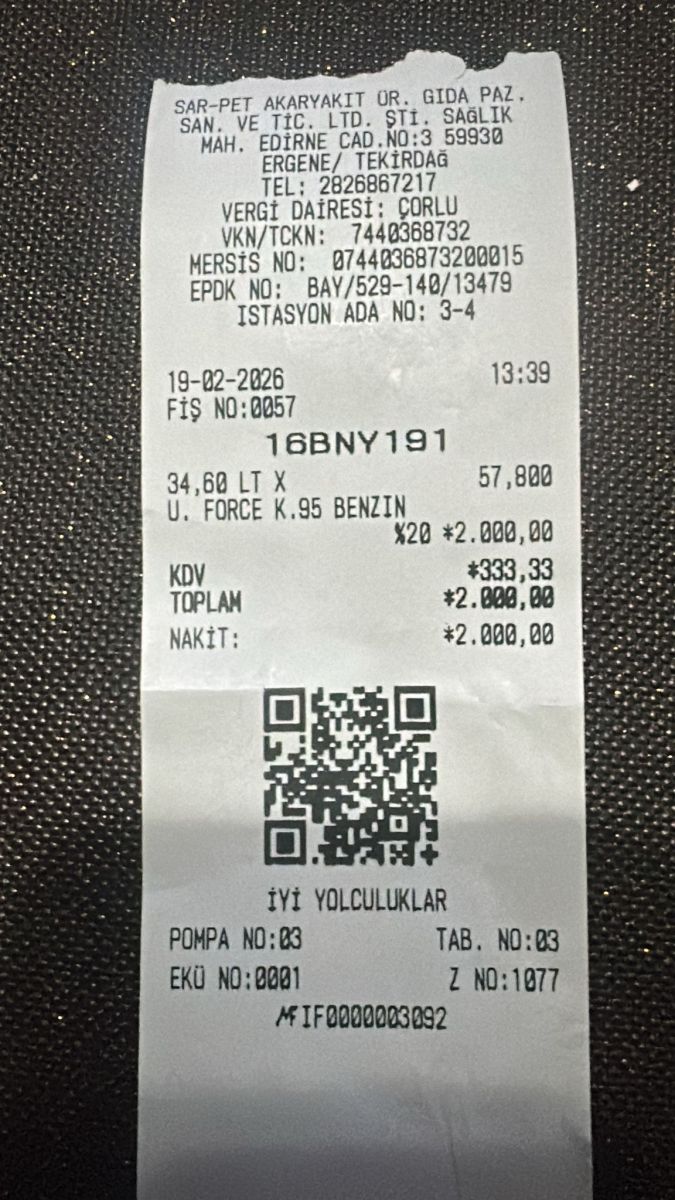 SAR-PET AKARYAKIT ÜR. GIDA PAZ.
SAN. VE TİC. LTD. ŞTİ. SAĞLIK
MAH. EDİRNE CAD.NO:3 59930
ERGENE/ TEKİRDAĞ
TEL: 2826867217
VERGİ DAİRESİ: ÇORLU
VKN/TCKN: 7440368732
MERSİS NO: 0744036873200015
EPDK NO: BAY/529-140/13479
ISTASYON ADA NO: 3-4
19-02-2026 13:39
FİŞ NO:0057
16BNY191
34,60 LT X 57,800
U. FORCE K.95 BENZIN
%20 *2.000,00
KDV *333,33
TOPLAM *2.000,00
NAKİT: *2.000,00
İYİ YOLCULUKLAR
POMPA NO:03 TAB. NO:03
EKÜ NO:0001 Z NO:1077
MF IF0000003092